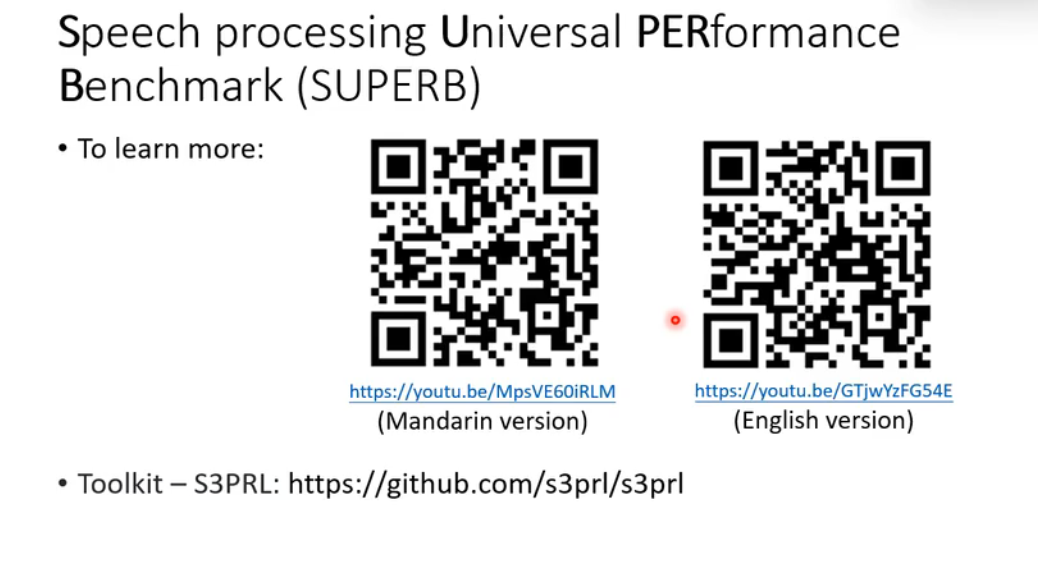 Speech processing Universal PERformance
Benchmark (SUPERB)
• To learn more:
https://youtu.be/MpsVE60iRLM
(Mandarin version)
https://youtu.be/GTjwYzFG54E
(English version)
• Toolkit – S3PRL: https://github.com/s3prl/s3prl